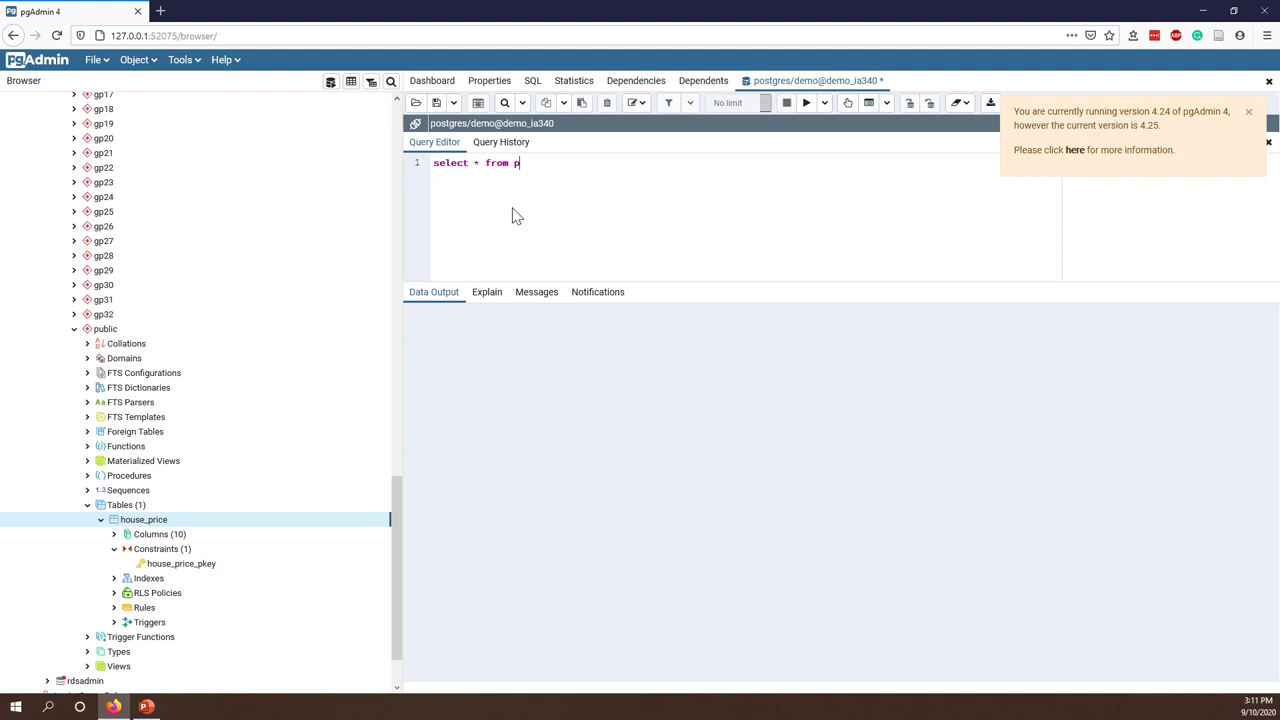 pgAdmin 4
127.0.0.1:52075/browser/
pgAdmin File Object Tools Help
Browser
Dashboard Properties SQL Statistics Dependencies Dependents postgres/demo@demo_ia340 *
No limit
postgres/demo@demo_ia340
Query Editor Query History
1 select * from p
You are currently running version 4.24 of pgAdmin 4,
however the current version is 4.25.
Please click here for more information.
Data Output Explain Messages Notifications
gp17
gp18
gp19
gp20
gp21
gp22
gp23
gp24
gp25
gp26
gp27
gp28
gp29
gp30
gp31
gp32
public
Collations
Domains
FTS Configurations
FTS Dictionaries
Aa FTS Parsers
FTS Templates
Foreign Tables
Functions
Materialized Views
Procedures
1..3 Sequences
Tables (1)
house_price
Columns (10)
Constraints (1)
house_price_pkey
Indexes
RLS Policies
Rules
Triggers
Trigger Functions
Types
Views
rdsadmin
3:11 PM
9/10/2020